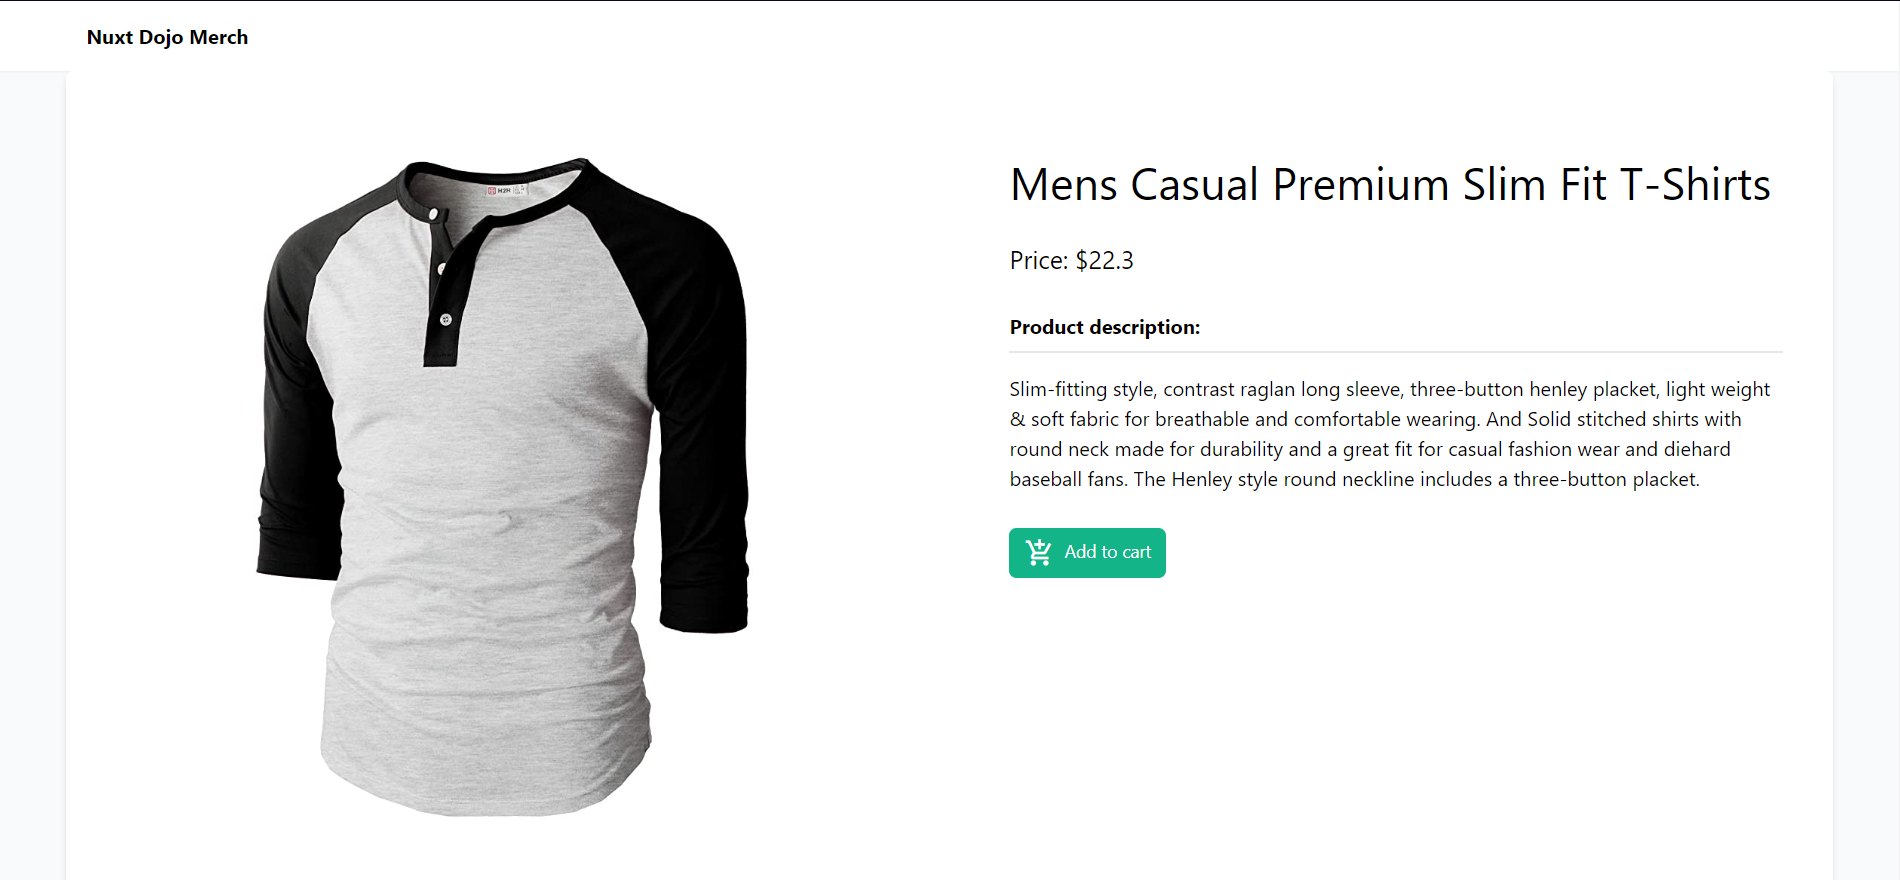 Nuxt Dojo Merch
H2H
Mens Casual Premium Slim Fit T-Shirts
Price: $22.3
Product description:
Slim-fitting style, contrast raglan long sleeve, three-button henley placket, light weight
& soft fabric for breathable and comfortable wearing. And Solid stitched shirts with
round neck made for durability and a great fit for casual fashion wear and diehard
baseball fans. The Henley style round neckline includes a three-button placket.
Add to cart